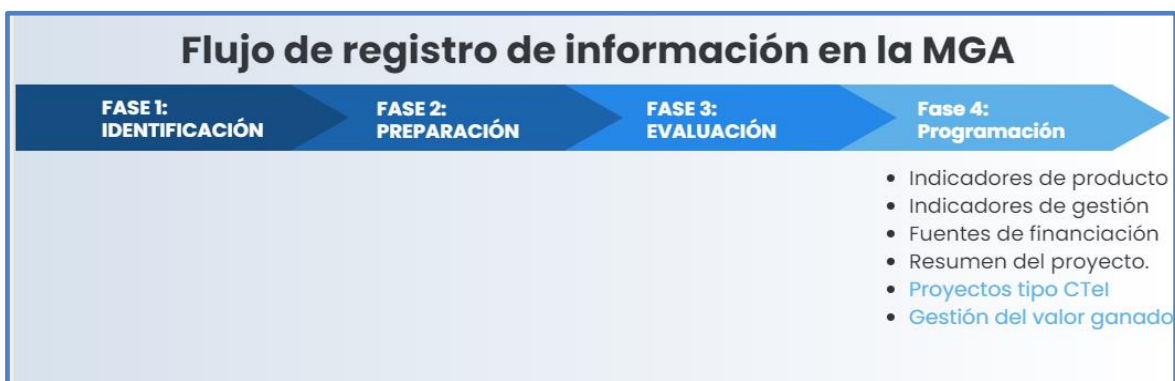 Flujo de registro de información en la MGA
FASE 1:
IDENTIFICACIÓN
FASE 2:
PREPARACIÓN
FASE 3:
EVALUACIÓN
Fase 4:
Programación
• Indicadores de producto
• Indicadores de gestión
• Fuentes de financiación
• Resumen del proyecto.
• Proyectos tipo CTeI
• Gestión del valor ganado